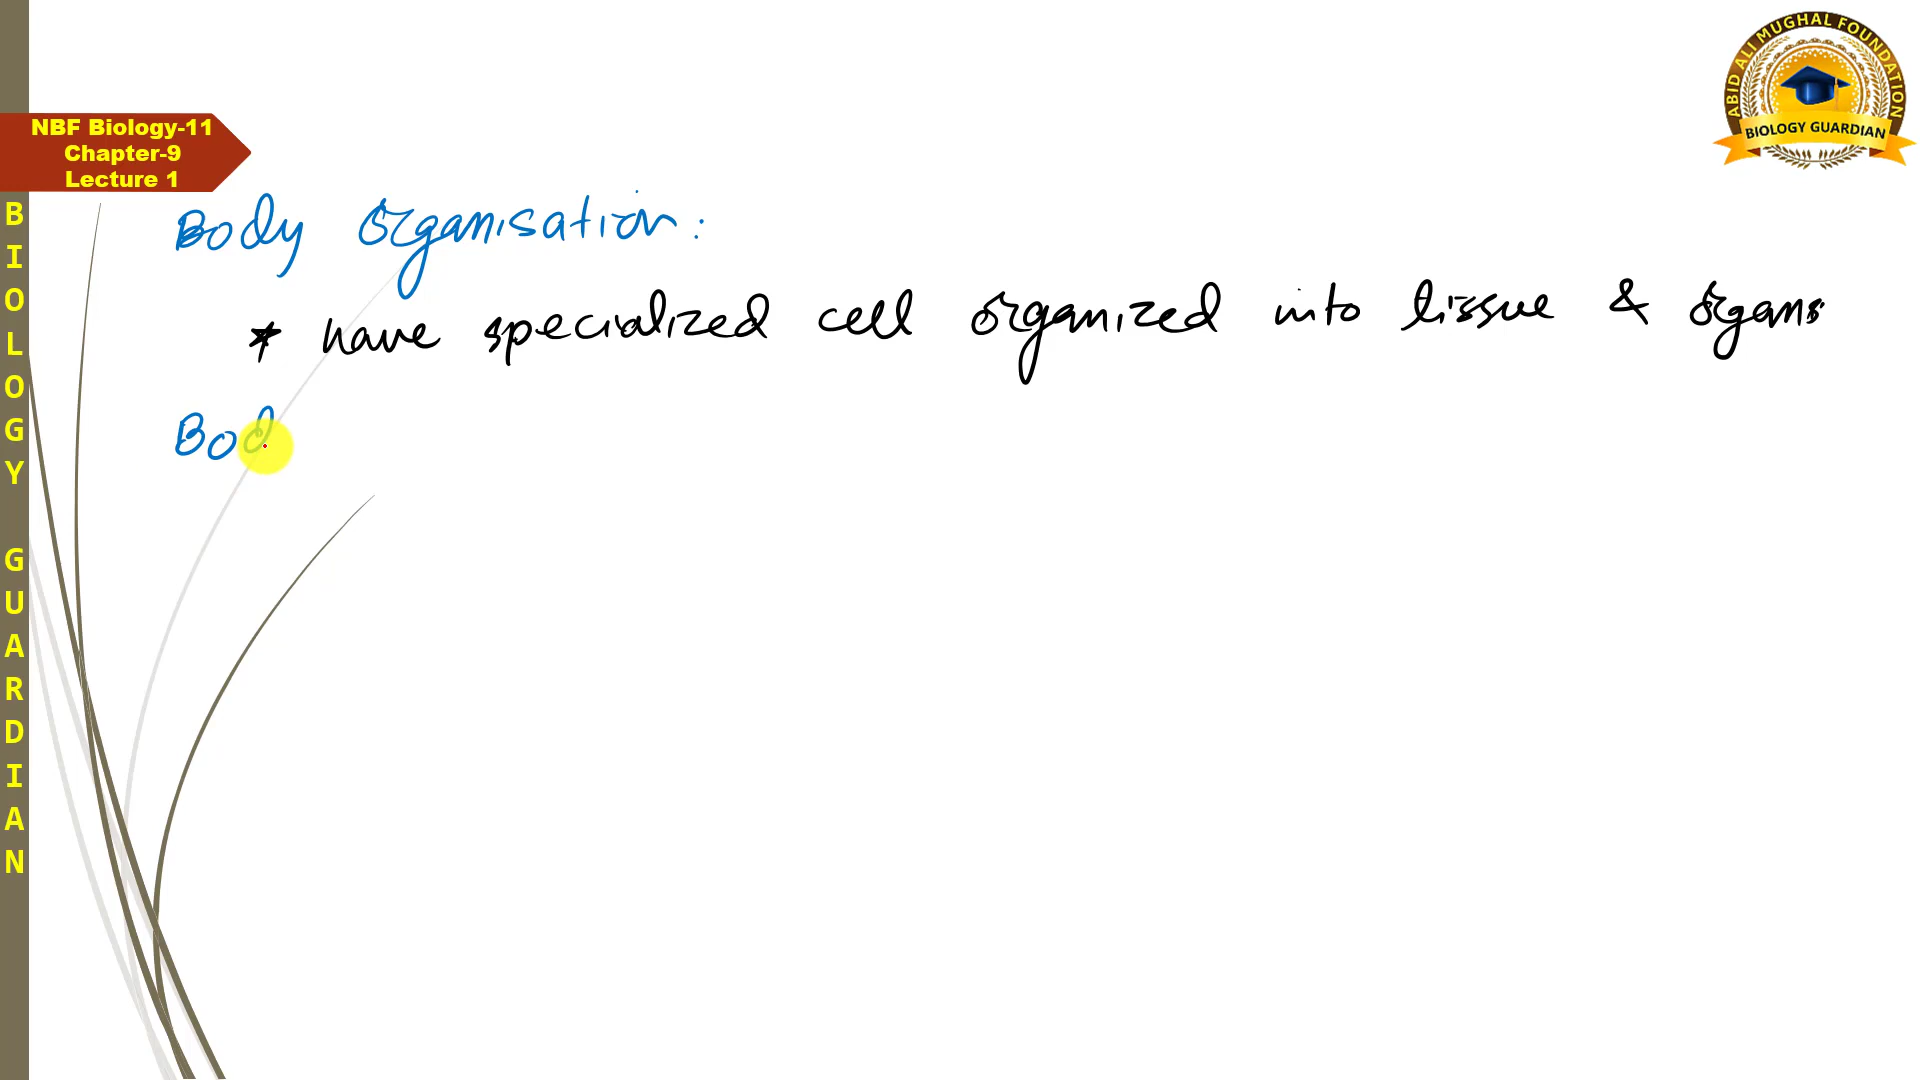 ABID ALI MUGHAL FOUNDATION
BIOLOGY GUARDIAN
NBF Biology-11
Chapter-9
Lecture 1
BIOLOGY GUARDIAN
Body organisation:
* have specialized cell organized into tissue & organs
Bod